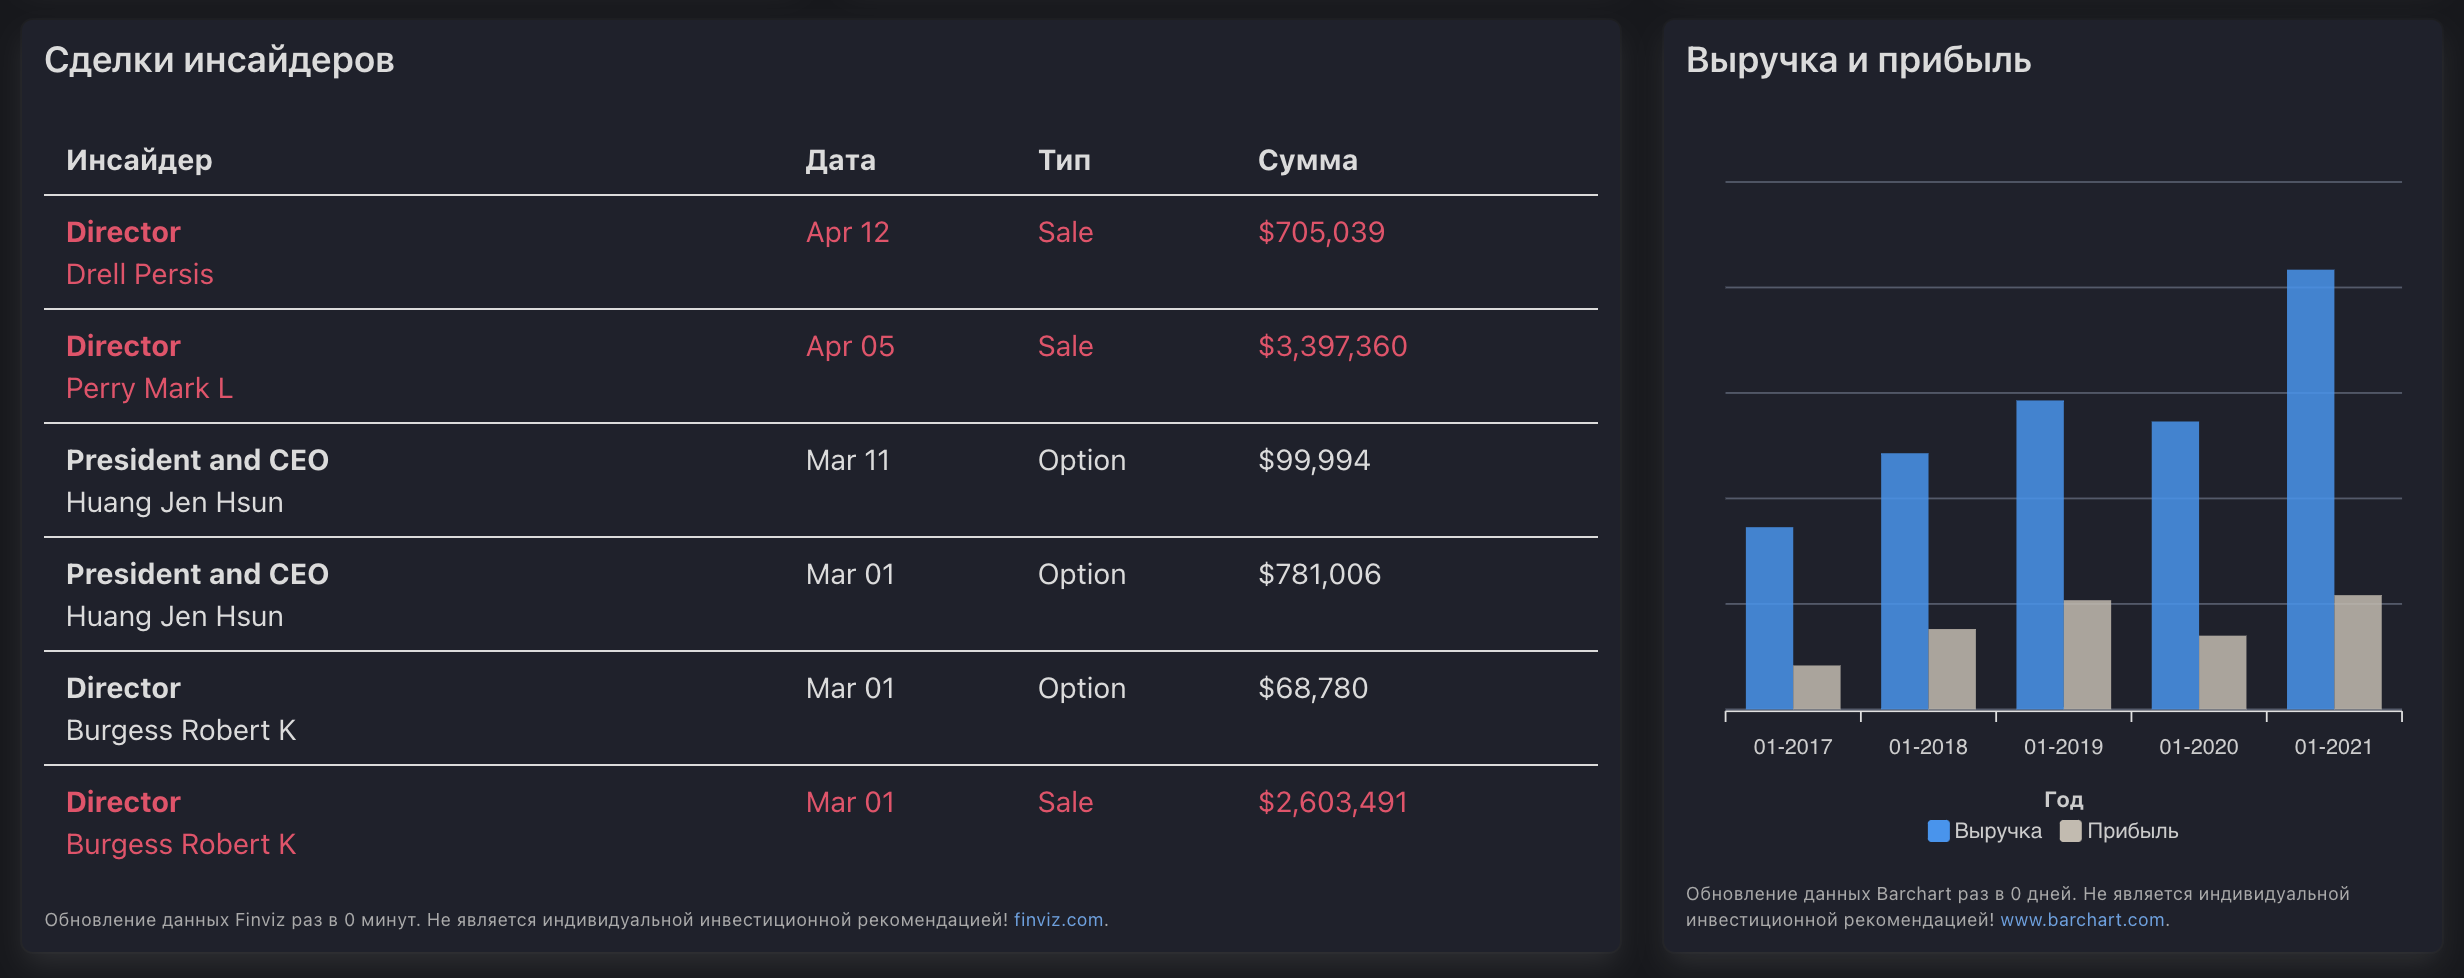 Сделки инсайдеров
Инсайдер Дата Тип Сумма
Director Apr 12 Sale $705,039
Drell Persis
Director Apr 05 Sale $3,397,360
Perry Mark L
President and CEO Mar 11 Option $99,994
Huang Jen Hsun
President and CEO Mar 01 Option $781,006
Huang Jen Hsun
Director Mar 01 Option $68,780
Burgess Robert K
Director Mar 01 Sale $2,603,491
Burgess Robert K
Обновление данных Finviz раз в 0 минут. Не является индивидуальной инвестиционной рекомендацией! finviz.com.
Выручка и прибыль
01-2017 01-2018 01-2019 01-2020 01-2021
Год
Выручка Прибыль
Обновление данных Barchart раз в 0 дней. Не является индивидуальной
инвестиционной рекомендацией! www.barchart.com.